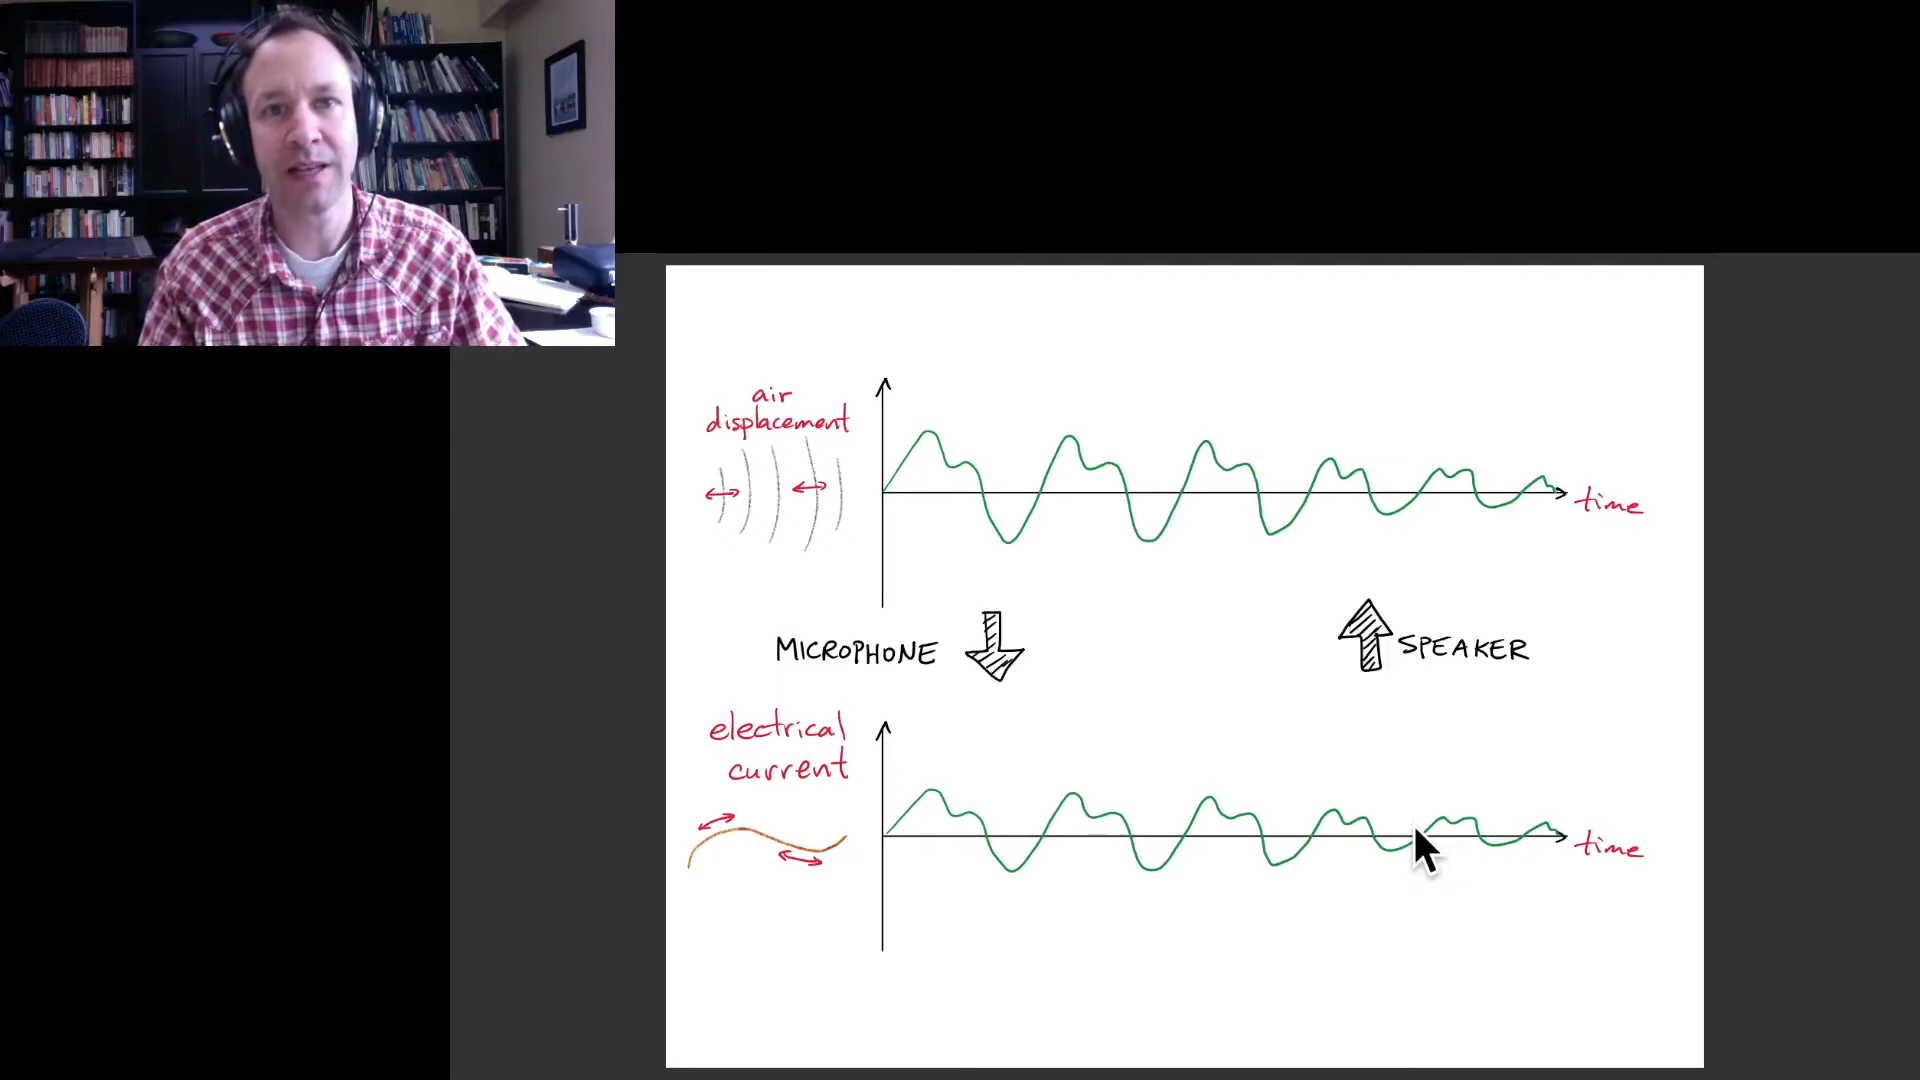 air
displacement
time
MICROPHONE
SPEAKER
electrical
current
time